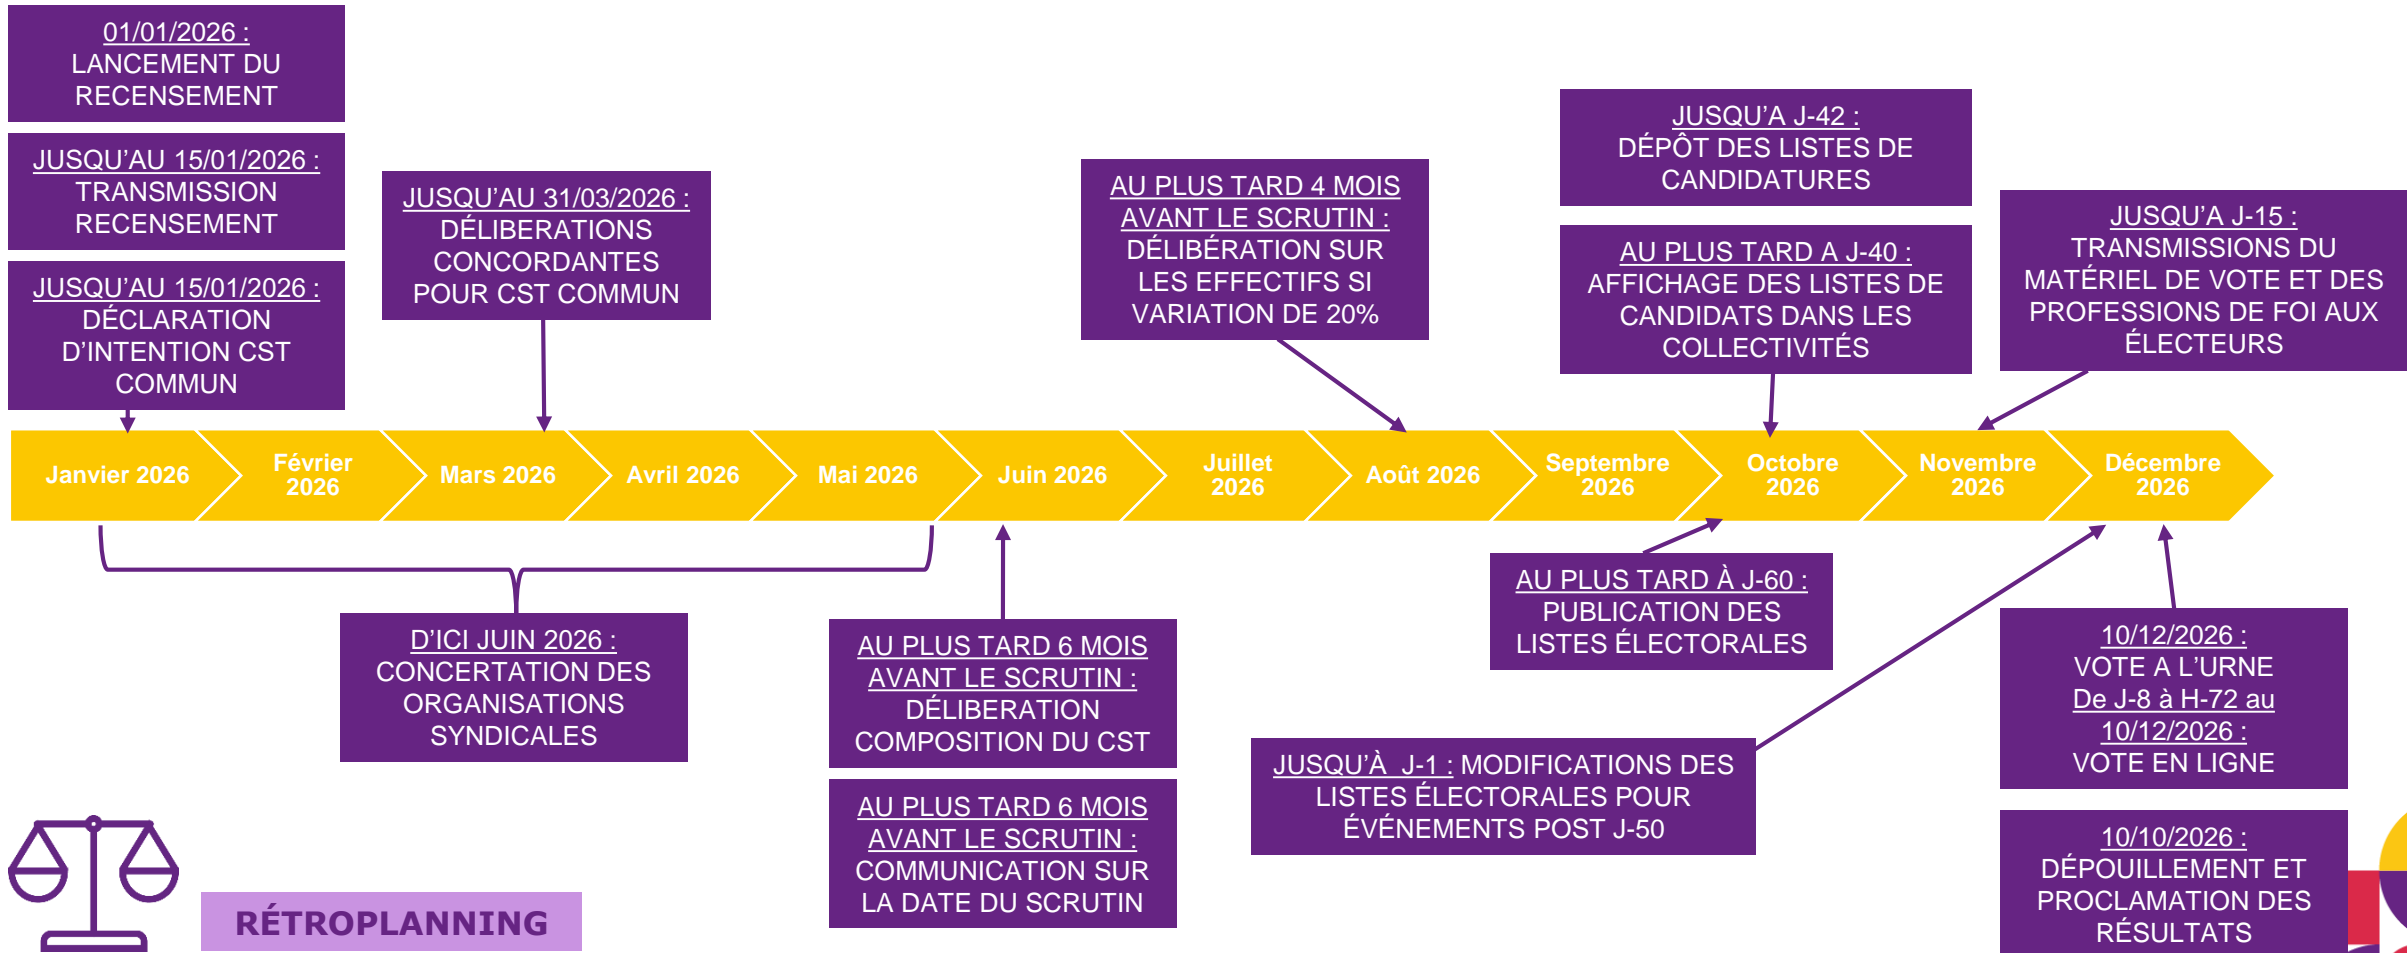 01/01/2026 :
LANCEMENT DU
RECENSEMENT
JUSQU'AU 15/01/2026 :
TRANSMISSION
RECENSEMENT
JUSQU'AU 15/01/2026 :
DÉCLARATION
D'INTENTION CST
COMMUN
JUSQU'AU 31/03/2026 :
DÉLIBERATIONS
CONCORDANTES
POUR CST COMMUN
AU PLUS TARD 4 MOIS
AVANT LE SCRUTIN :
DÉLIBÉRATION SUR
LES EFFECTIFS SI
VARIATION DE 20%
JUSQU'A J-42 :
DÉPÔT DES LISTES DE
CANDIDATURES
AU PLUS TARD A J-40 :
AFFICHAGE DES LISTES DE
CANDIDATS DANS LES
COLLECTIVITÉS
JUSQU'A J-15 :
TRANSMISSIONS DU
MATÉRIEL DE VOTE ET DES
PROFESSIONS DE FOI AUX
ÉLECTEURS
Janvier 2026
Février
2026
Mars 2026
Avril 2026
Mai 2026
Juin 2026
Juillet
2026
Août 2026
Septembre
2026
Octobre
2026
Novembre
2026
Décembre
2026
D'ICI JUIN 2026 :
CONCERTATION DES
ORGANISATIONS
SYNDICALES
AU PLUS TARD 6 MOIS
AVANT LE SCRUTIN :
DÉLIBERATION
COMPOSITION DU CST
AU PLUS TARD 6 MOIS
AVANT LE SCRUTIN :
COMMUNICATION SUR
LA DATE DU SCRUTIN
AU PLUS TARD À J-60 :
PUBLICATION DES
LISTES ÉLECTORALES
JUSQU'À  J-1 : MODIFICATIONS DES
LISTES ÉLECTORALES POUR
ÉVÉNEMENTS POST J-50
10/12/2026 :
VOTE A L'URNE
De J-8 à H-72 au
10/12/2026 :
VOTE EN LIGNE
10/10/2026 :
DÉPOUILLEMENT ET
PROCLAMATION DES
RÉSULTATS
RÉTROPLANNING